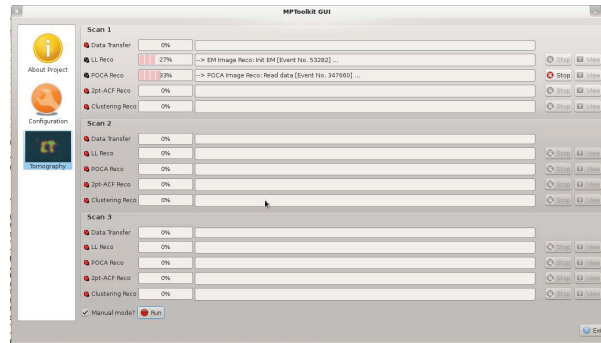 MPToolkit GUI
Scan 1
Data Transfer 0%
LL Reco 27% --> EM Image Reco: Init EM [Event No. 53282] ... Stop View
POCA Reco 33% --> POCA Image Reco: Read data [Event No. 347660] ... Stop View
2pt-ACF Reco 0% Stop View
Clustering Reco 0% Stop View
About Project
Configuration
Tomography
Scan 2
Data Transfer 0%
LL Reco 0% Stop View
POCA Reco 0% Stop View
2pt-ACF Reco 0% Stop View
Clustering Reco 0% Stop View
Scan 3
Data Transfer 0%
LL Reco 0% Stop View
POCA Reco 0% Stop View
2pt-ACF Reco 0% Stop View
Clustering Reco 0% Stop View
Manual mode? Run